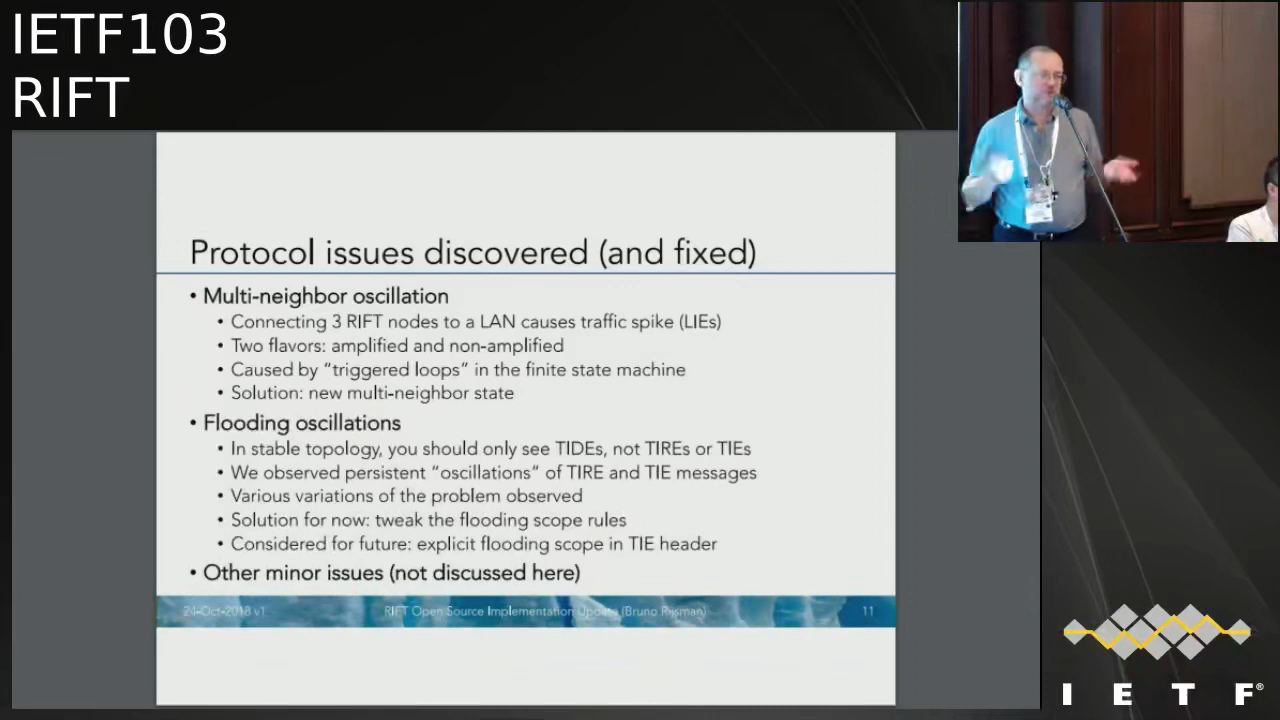 IETF103
RIFT
Protocol issues discovered (and fixed)
• Multi-neighbor oscillation
• Connecting 3 RIFT nodes to a LAN causes traffic spike (LIEs)
• Two flavors: amplified and non-amplified
• Caused by “triggered loops” in the finite state machine
• Solution: new multi-neighbor state
• Flooding oscillations
• In stable topology, you should only see TIDEs, not TIREs or TIEs
• We observed persistent “oscillations” of TIRE and TIE messages
• Various variations of the problem observed
• Solution for now: tweak the flooding scope rules
• Considered for future: explicit flooding scope in TIE header
• Other minor issues (not discussed here)
24-Oct-2018 v1
RIFT Open Source Implementation Update (Bruno Rijsman)
11
I E T F®